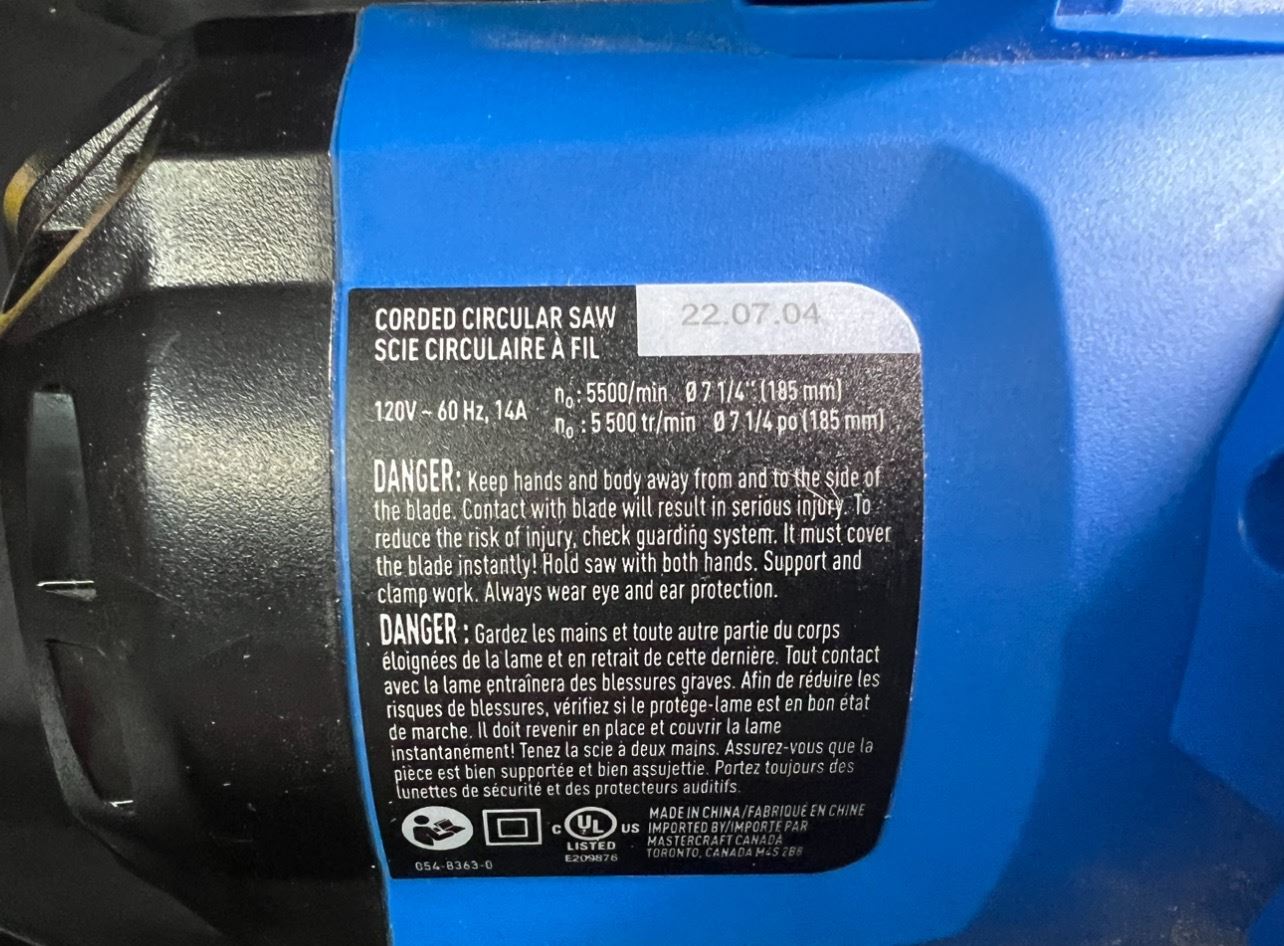 CORDED CIRCULAR SAW
SCIE CIRCULAIRE À FIL
22.07.04
120V ~ 60 Hz, 14A
n₀: 5500/min Ø 7 1/4" (185 mm)
n₀ : 5 500 tr/min Ø 7 1/4 po (185 mm)
DANGER: Keep hands and body away from and to the side of
the blade. Contact with blade will result in serious injury. To
reduce the risk of injury, check guarding system. It must cover
the blade instantly! Hold saw with both hands. Support and
clamp work. Always wear eye and ear protection.
DANGER : Gardez les mains et toute autre partie du corps
éloignées de la lame et en retrait de cette dernière. Tout contact
avec la lame entraînera des blessures graves. Afin de réduire les
risques de blessures, vérifiez si le protège-lame est en bon état
de marche. Il doit revenir en place et couvrir la lame
instantanément! Tenez la scie à deux mains. Assurez-vous que la
pièce est bien supportée et bien assujettie. Portez toujours des
lunettes de sécurité et des protecteurs auditifs.
054-8363-0
C UL US
LISTED
E209876
MADE IN CHINA/FABRIQUÉ EN CHINE
IMPORTED BY/IMPORTÉ PAR
MASTERCRAFT CANADA
TORONTO, CANADA M4S 2B8